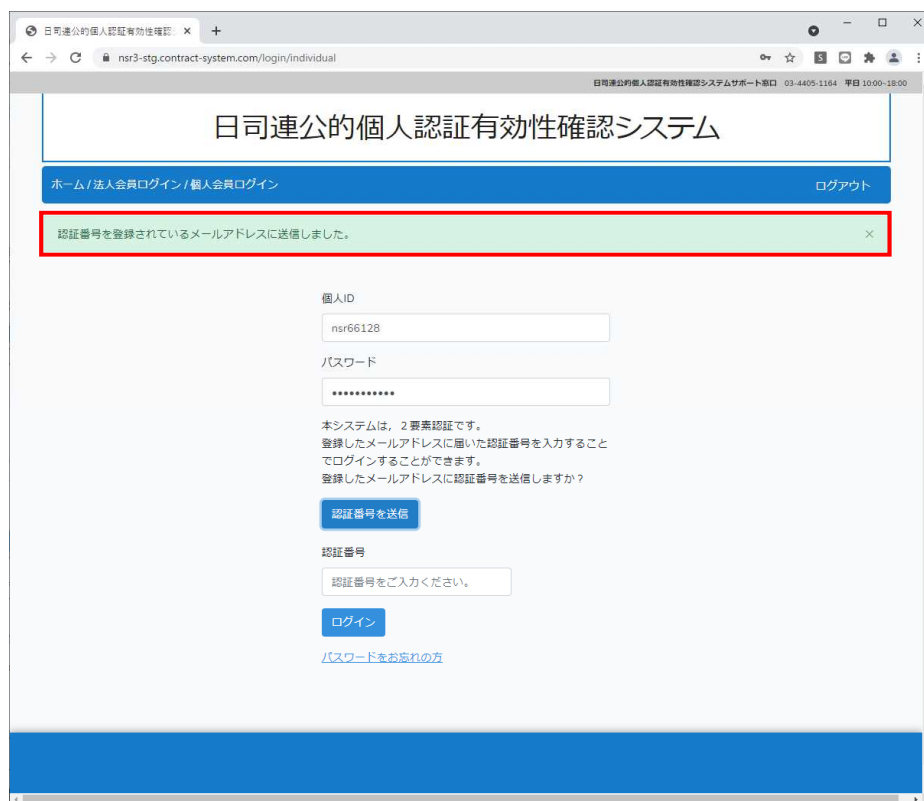 日司連公的個人認証有効性確認
nsr3-stg.contract-system.com/login/individual
日司連公的個人認証有効性確認システムサポート窓口 03-4405-1164 平日 10:00~18:00
日司連公的個人認証有効性確認システム
ホーム / 法人会員ログイン / 個人会員ログイン ログアウト
認証番号を登録されているメールアドレスに送信しました。 ×
個人ID
nsr66128
パスワード
•••••••••••
本システムは，２要素認証です。
登録したメールアドレスに届いた認証番号を入力すること
でログインすることができます。
登録したメールアドレスに認証番号を送信しますか？
認証番号を送信
認証番号
認証番号をご入力ください。
ログイン
パスワードをお忘れの方